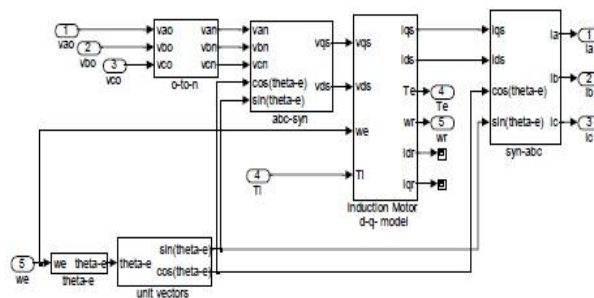 1 vao van van vqs vqs Iqs Iqs Ia 1
vao Ia
2 vbo vbn vbn Ids Ids
vbo Ib 2
3 vco vcn vcn Ib
vco cos(theta-e) vds vds Te 4 cos(theta-e)
o-to-n sin(theta-e) Te
abc-syn wr 5 sin(theta-e) Ic 3
we wr Ic
Idr syn-abc
4 Tl Iqr
Tl
Induction Motor
d-q- model
5 we theta-e theta-e sin(theta-e)
we theta-e cos(theta-e)
unit vectors